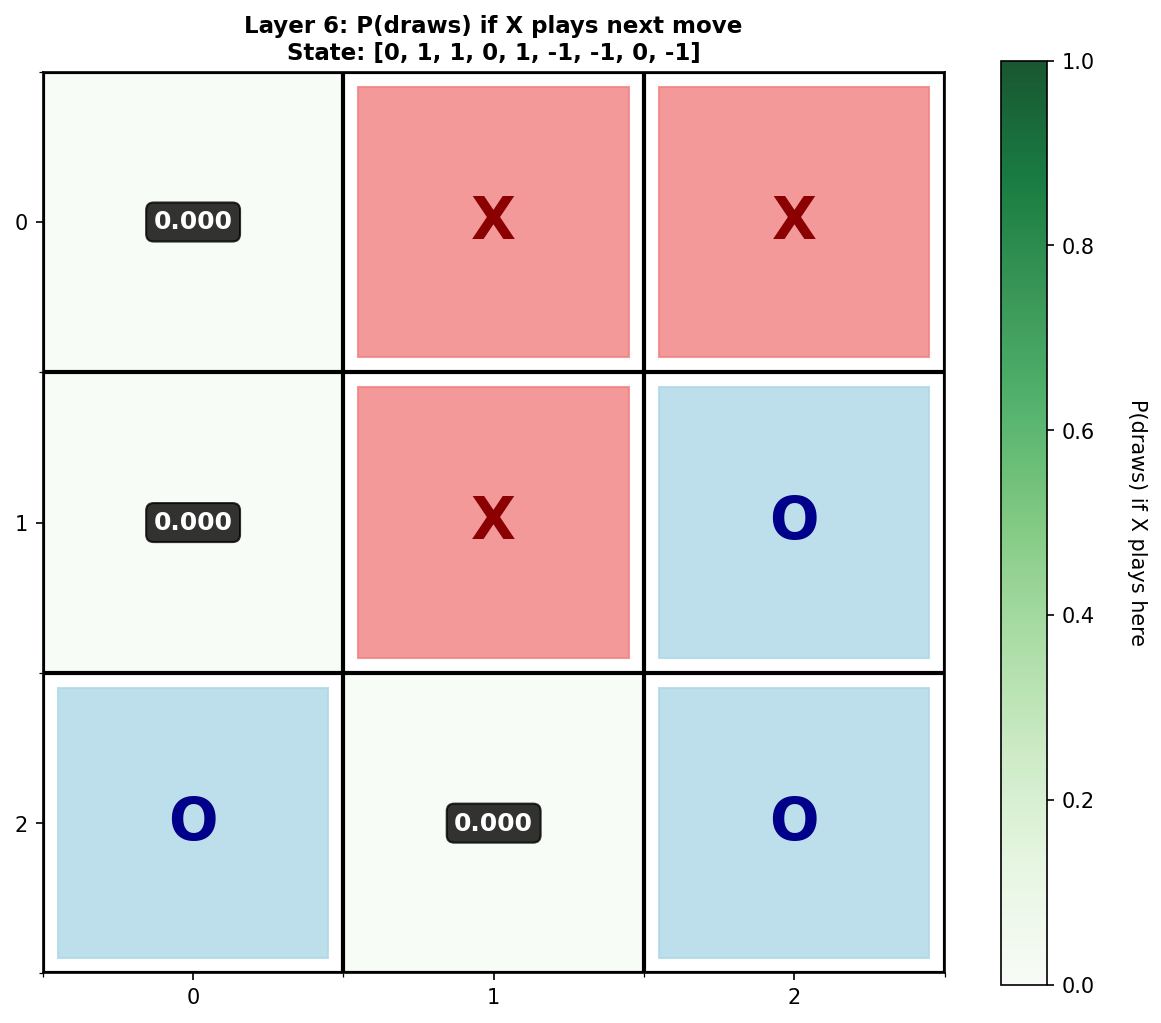 Layer 6: P(draws) if X plays next move
State: [0, 1, 1, 0, 1, -1, -1, 0, -1]
0
0.000
X
X
1
0.000
X
O
2
O
0.000
O
0
1
2
1.0
0.8
0.6
0.4
0.2
0.0
P(draws) if X plays here